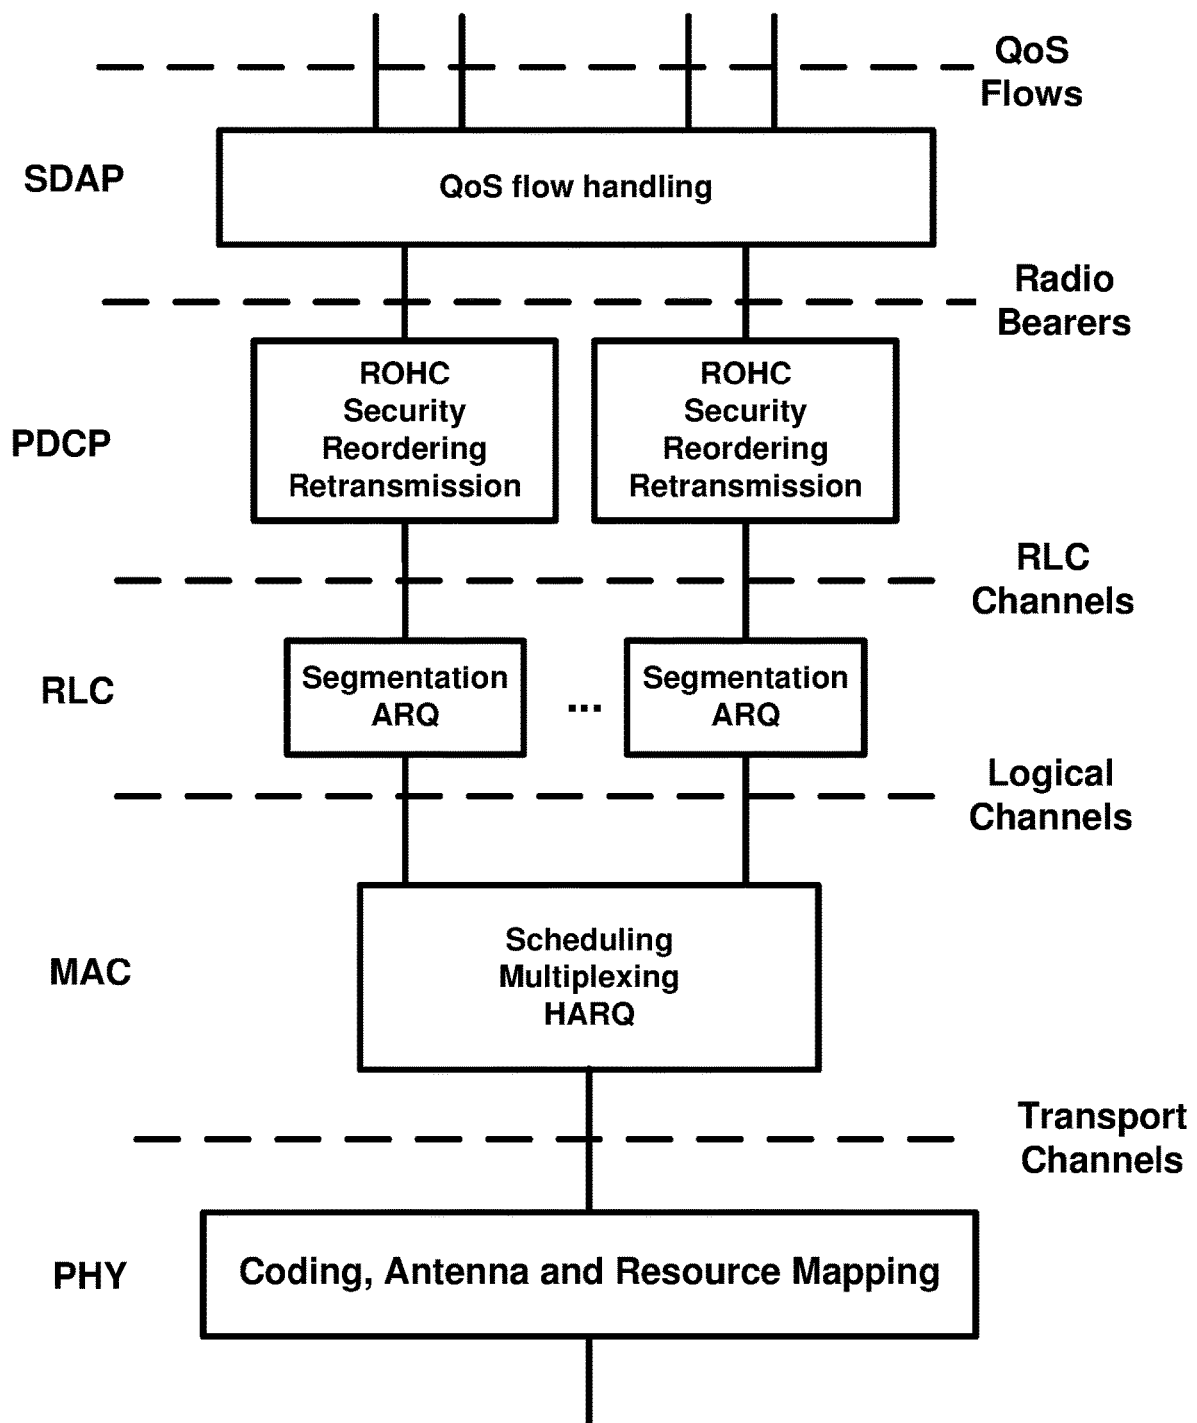 QoS
Flows
SDAP
QoS flow handling
Radio
Bearers
PDCP
ROHC
Security
Reordering
Retransmission
ROHC
Security
Reordering
Retransmission
RLC
Channels
RLC
Segmentation
ARQ
...
Segmentation
ARQ
Logical
Channels
MAC
Scheduling
Multiplexing
HARQ
Transport
Channels
PHY
Coding, Antenna and Resource Mapping